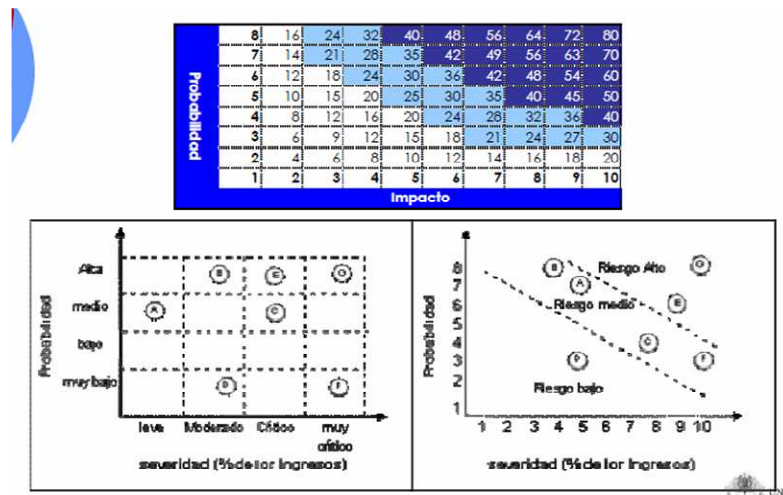 8 16 24 32 40 48 56 64 72 80
7 14 21 28 35 42 49 56 63 70
6 12 18 24 30 36 42 48 54 60
5 10 15 20 25 30 35 40 45 50
4 8 12 16 20 24 28 32 36 40
3 6 9 12 15 18 21 24 27 30
2 4 6 8 10 12 14 16 18 20
1 2 3 4 5 6 7 8 9 10
Probabilidad
Impacto
Probabilidad
Alta
medio
bajo
muy bajo
B E G
A C
D F
leve Moderado Crítico muy crítico
severidad (% de lor Ingresos)
Probabilidad
8
7
6
5
4
3
2
1
B Riesgo Alto G
A
Riesgo medio E
C
D F
Riesgo bajo
1 2 3 4 5 6 7 8 9 10
severidad (% de lor Ingresos)